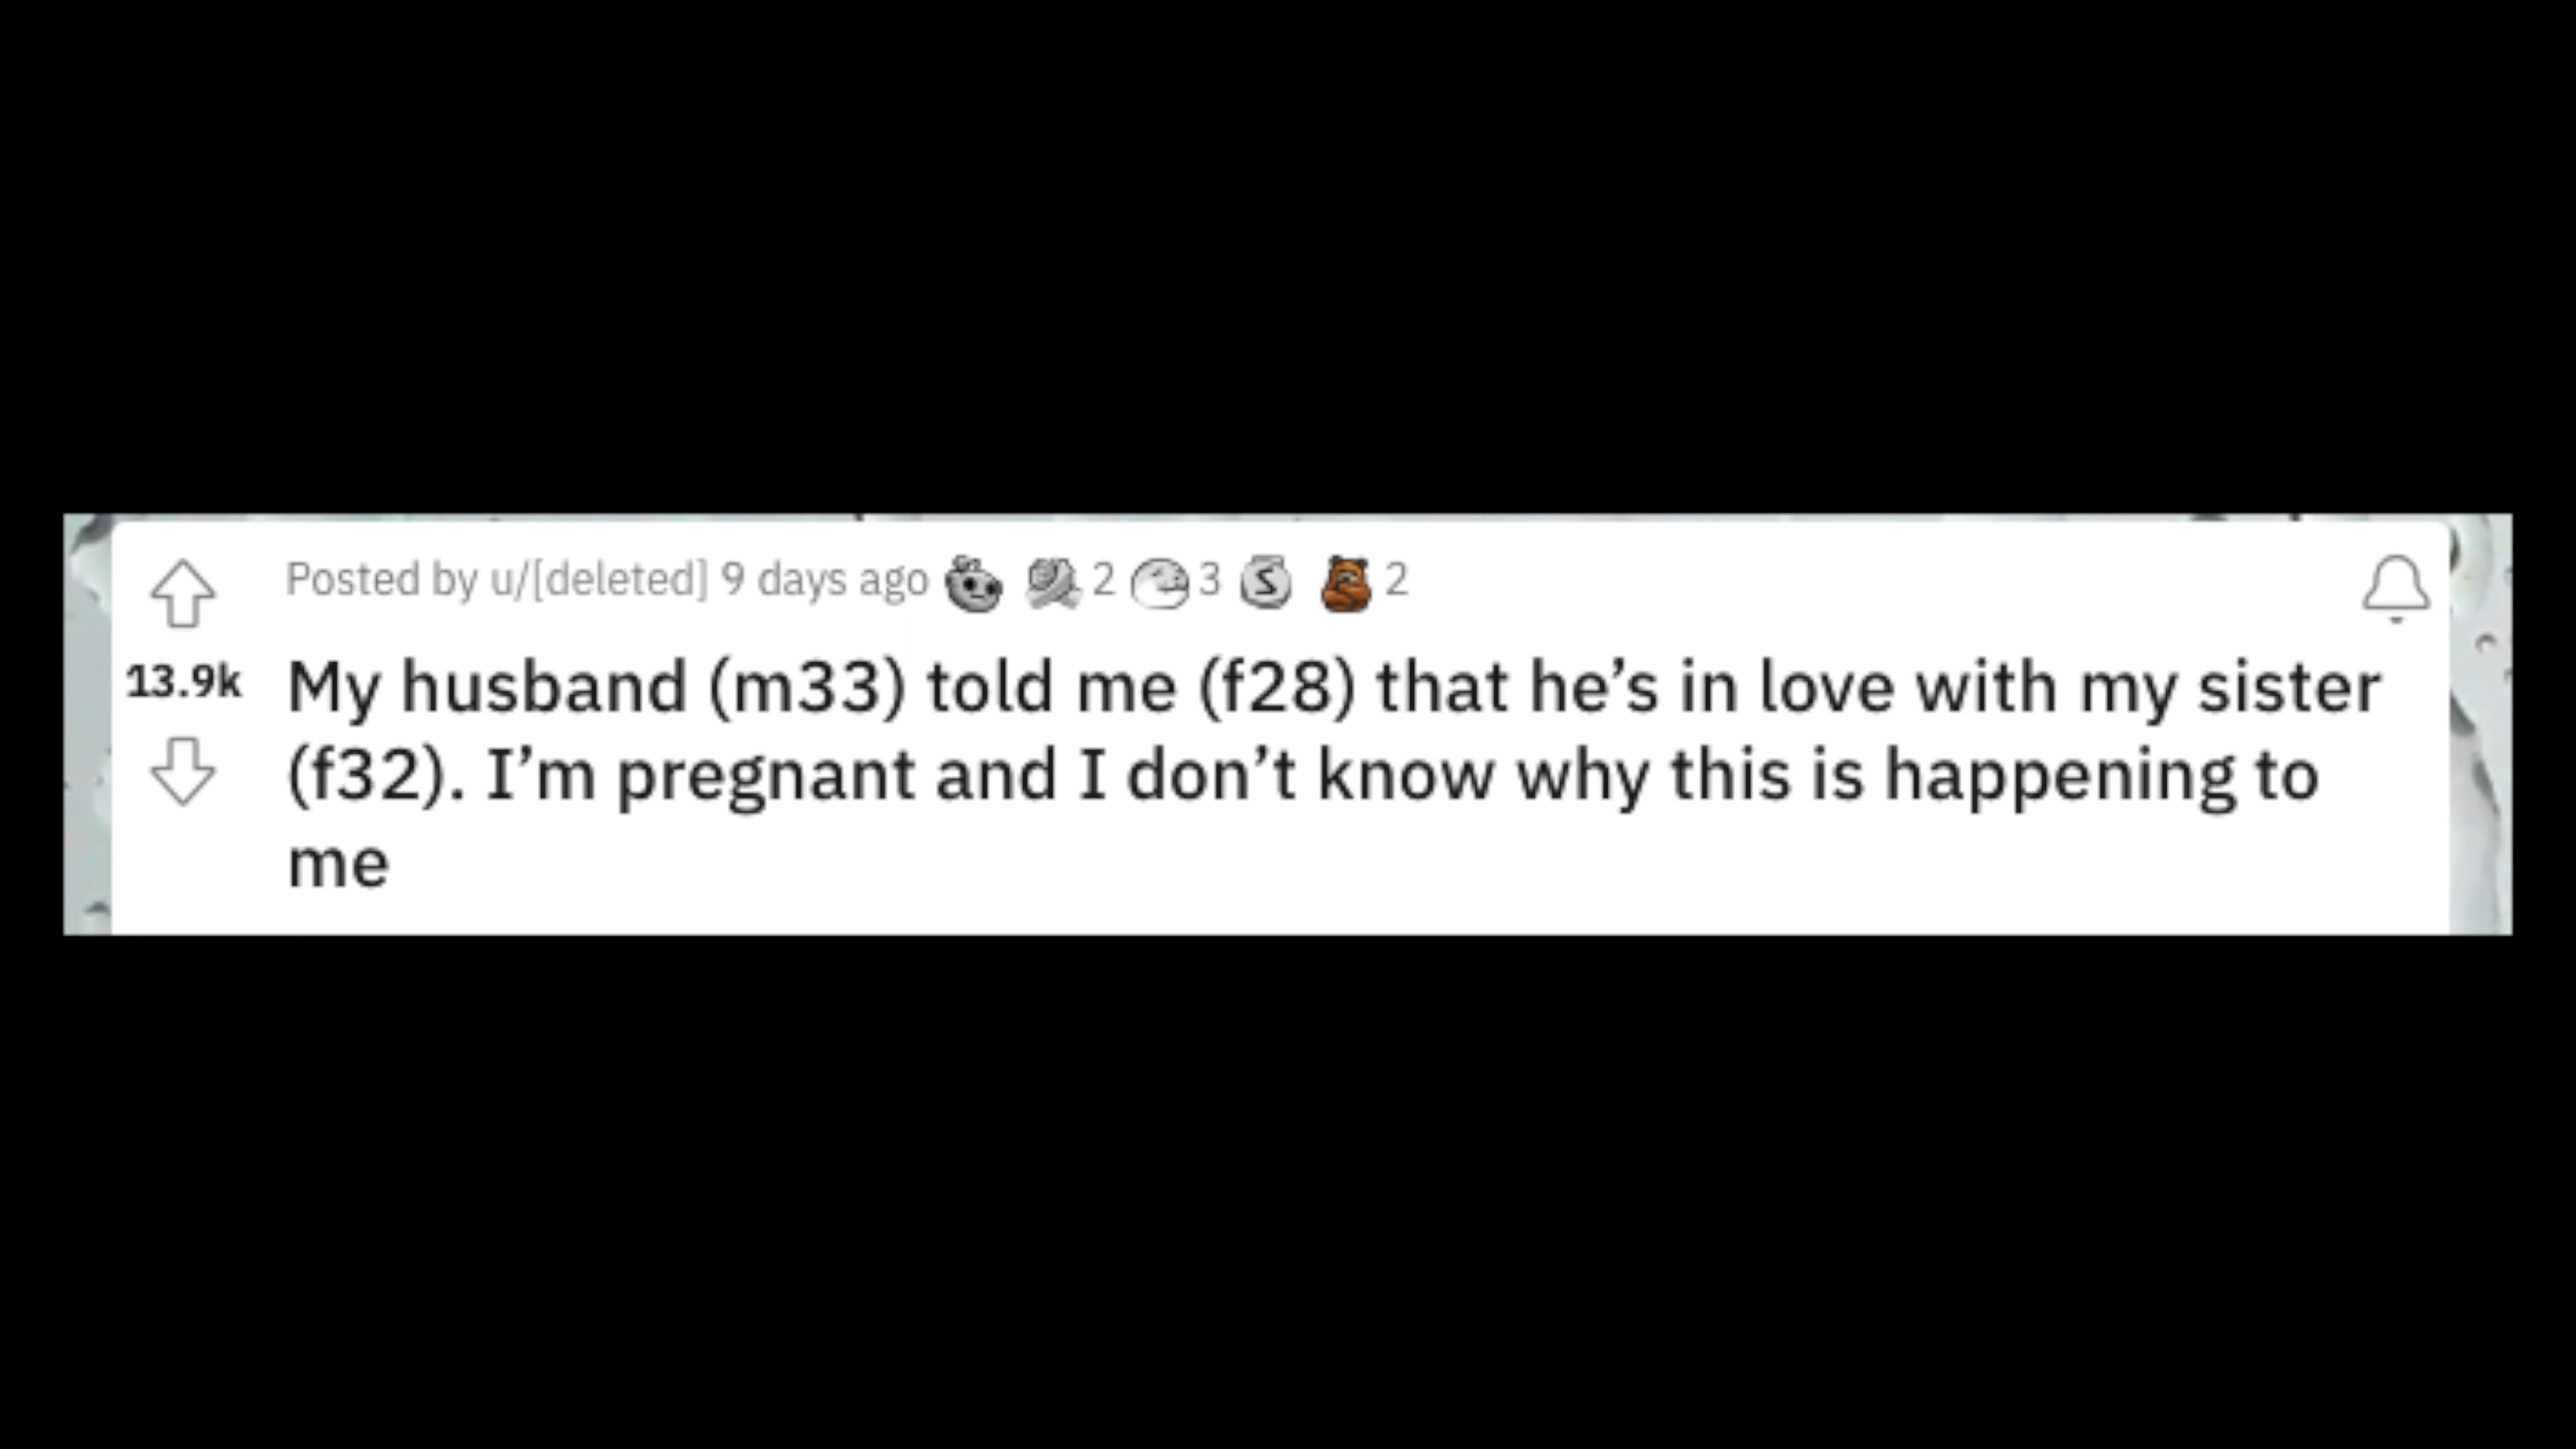 Posted by u/[deleted] 9 days ago 2 3 S 2
13.9k
My husband (m33) told me (f28) that he’s in love with my sister
(f32). I’m pregnant and I don’t know why this is happening to
me